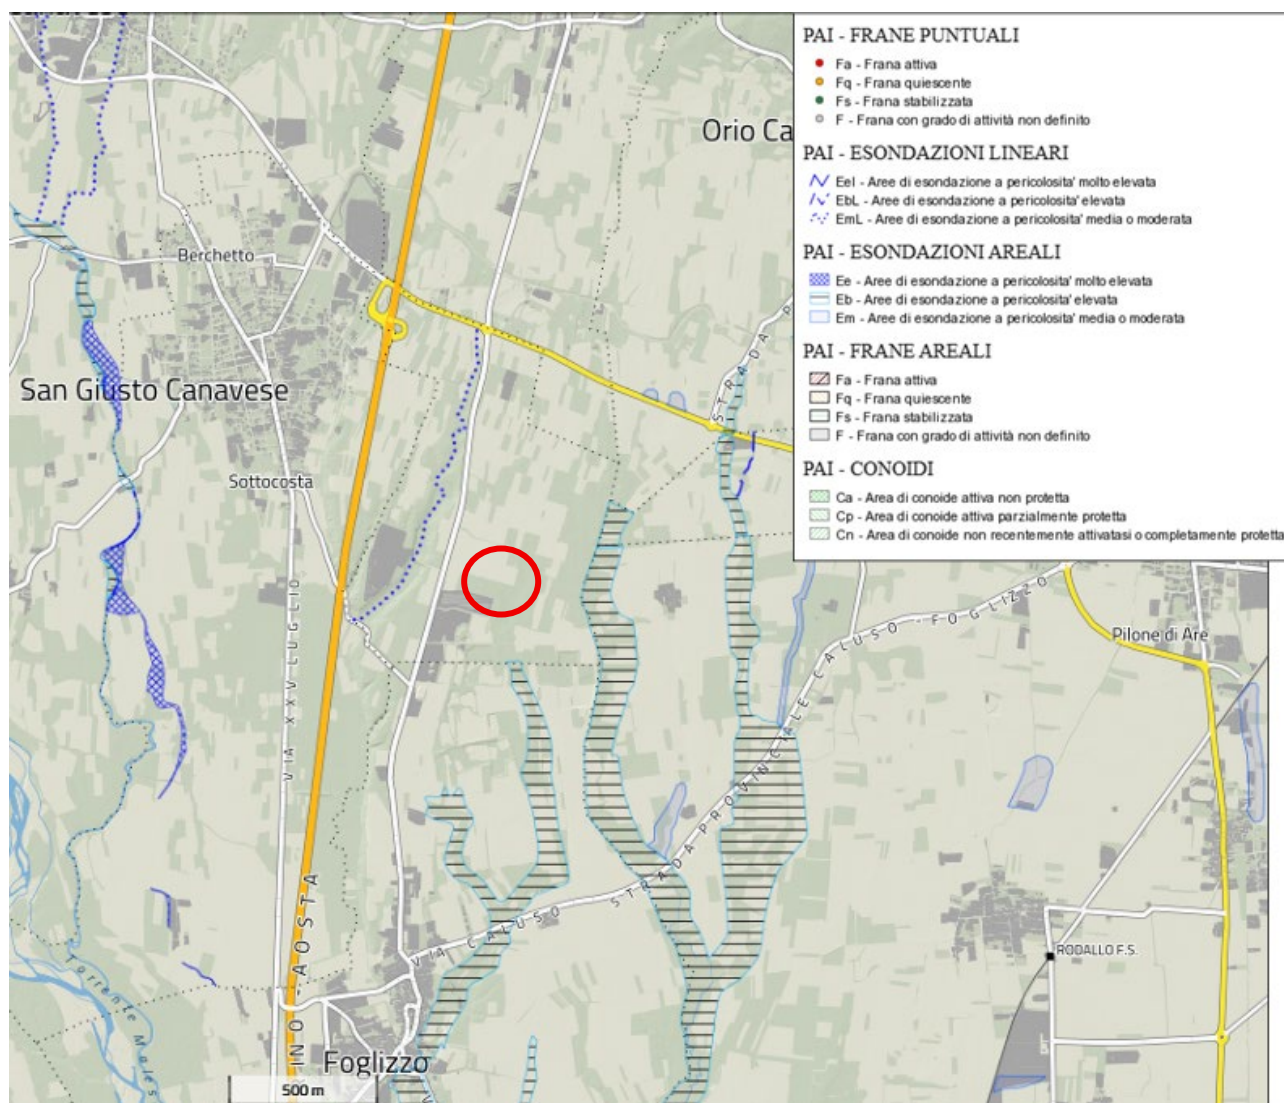 PAI - FRANE PUNTUALI
Fa - Frana attiva
Fq - Frana quiescente
Fs - Frana stabilizzata
F - Frana con grado di attività non definito
PAI - ESONDAZIONI LINEARI
Eel - Aree di esondazione a pericolosita' molto elevata
EbL - Aree di esondazione a pericolosita' elevata
EmL - Aree di esondazione a pericolosita' media o moderata
PAI - ESONDAZIONI AREALI
Ee - Aree di esondazione a pericolosita' molto elevata
Eb - Aree di esondazione a pericolosita' elevata
Em - Aree di esondazione a pericolosita' media o moderata
PAI - FRANE AREALI
Fa - Frana attiva
Fq - Frana quiescente
Fs - Frana stabilizzata
F - Frana con grado di attività non definito
PAI - CONOIDI
Ca - Area di conoide attiva non protetta
Cp - Area di conoide attiva parzialmente protetta
Cn - Area di conoide non recentemente attivatasi o completamente protetta
Orio Ca
Berchetto
San Giusto Canavese
Sottocosta
STRADA P
VIA XXV LUGLIO
STRADA PROVINCIALE CALUSO - FOGLIZZO
Pilone di Are
VIA CALUSO
INO - AOSTA
RODALLO F.S.
Torrente Males
Foglizzo
500 m